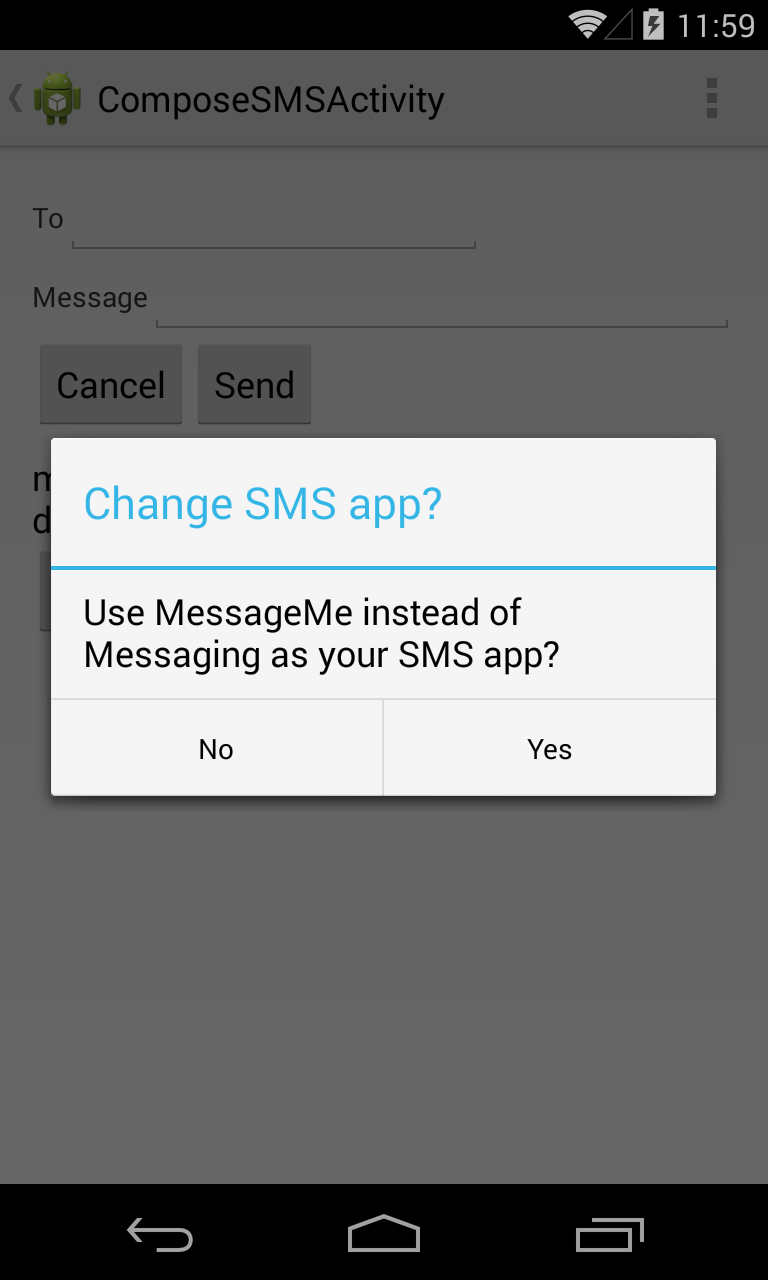 11:59
ComposeSMSActivity
To
Message
Cancel Send
Change SMS app?
Use MessageMe instead of
Messaging as your SMS app?
No Yes